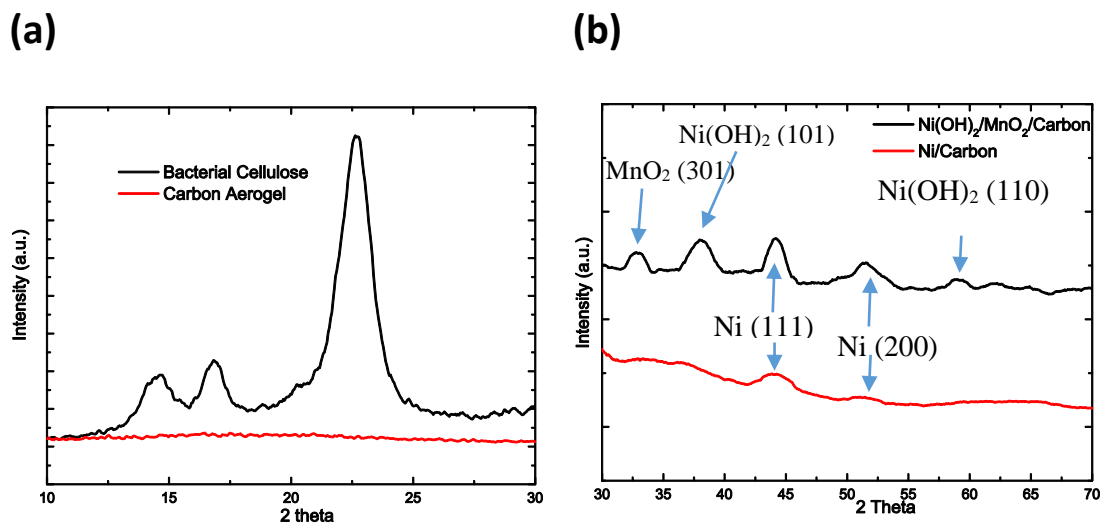 (a)
Bacterial Cellulose
Carbon Aerogel
Intensity (a.u.)
10 15 20 25 30
2 theta
(b)
Ni(OH)₂/MnO₂/Carbon
Ni/Carbon
Ni(OH)₂ (101)
MnO₂ (301)
Ni(OH)₂ (110)
Ni (111)
Ni (200)
Intensity (a.u.)
30 35 40 45 50 55 60 65 70
2 Theta